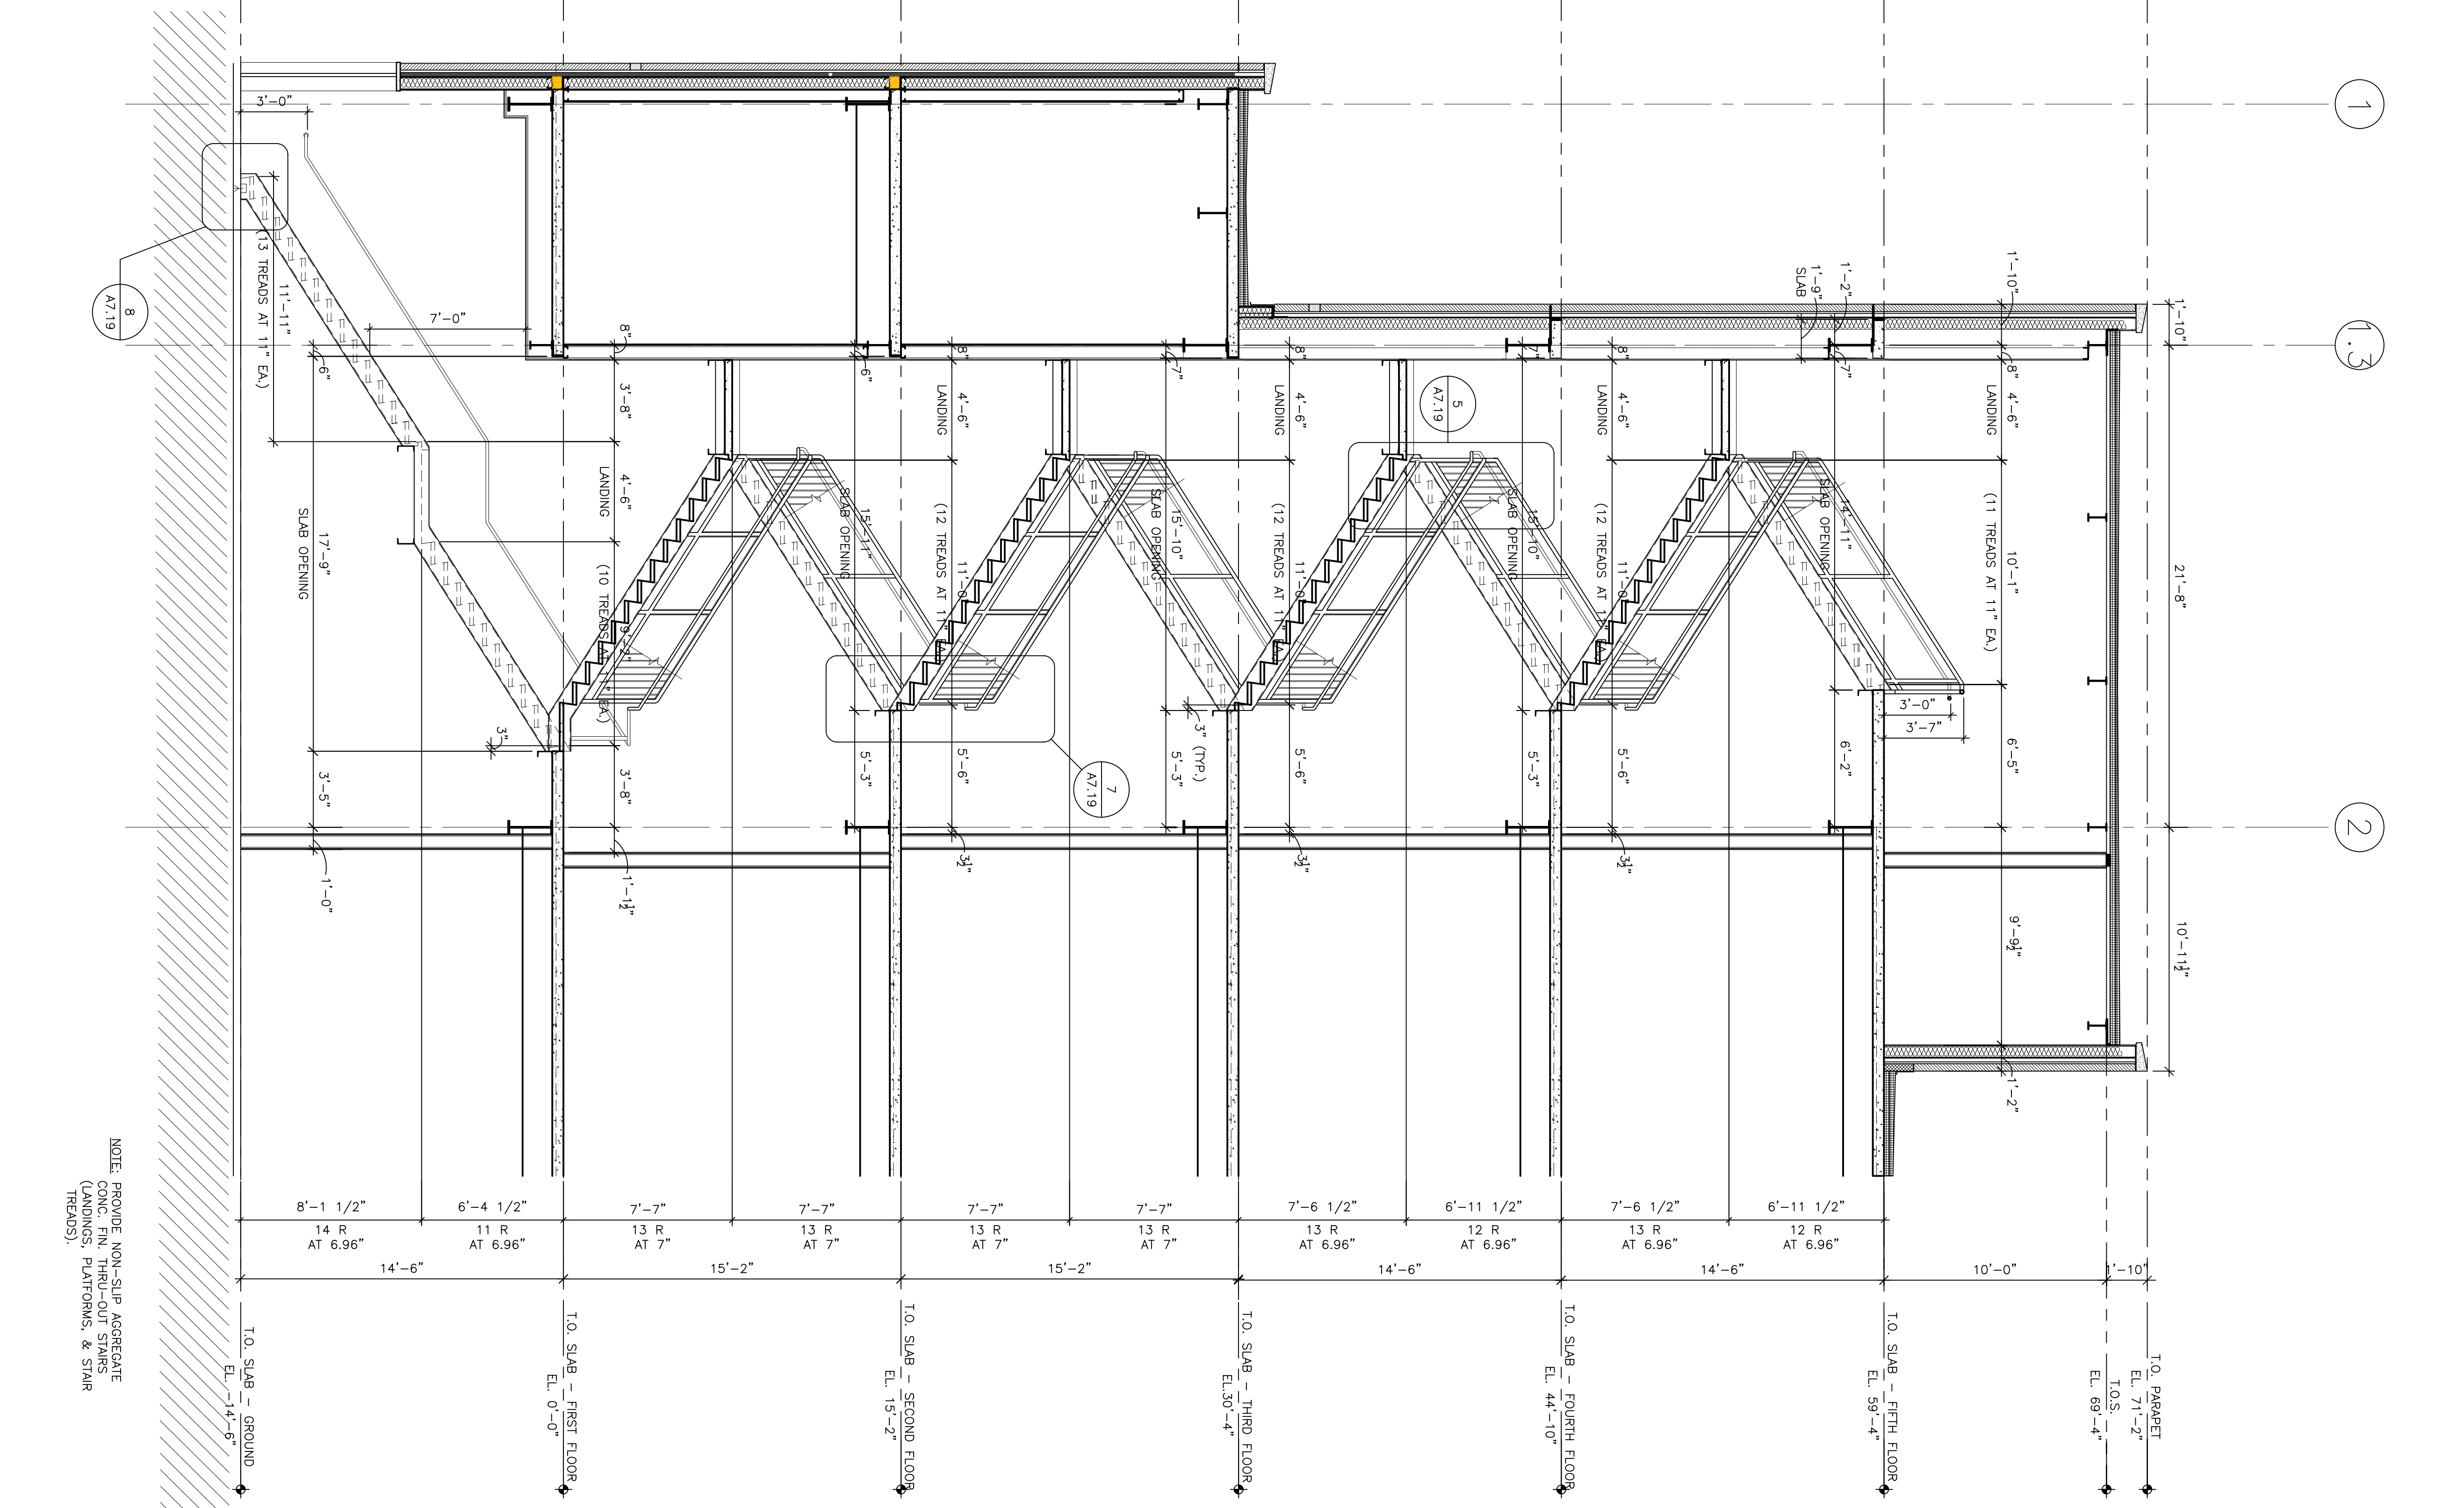 1
1.3
2
1'-10"
21'-8"
10'-11½"
1'-10"
8"
4'-6"
LANDING
10'-1"
(11 TREADS AT 11" EA.)
6'-5"
9'-9½"
1'-2"
1'-2"
1'-9"
SLAB
7"
14'-11"
SLAB OPENING
6'-2"
3'-0"
3'-7"
8"
4'-6"
LANDING
11'-0"
(12 TREADS AT 11" EA.)
5'-6"
3½"
7"
15'-10"
SLAB OPENING
5'-3"
5
A7.19
8"
4'-6"
LANDING
11'-0"
(12 TREADS AT 11" EA.)
5'-6"
3½"
7"
15'-10"
SLAB OPENING
3" (TYP.)
5'-3"
7
A7.19
8"
4'-6"
LANDING
11'-0"
(12 TREADS AT 11" EA.)
5'-6"
3½"
6"
15'-11"
SLAB OPENING
5'-3"
8"
3'-8"
4'-6"
LANDING
9'-2"
(10 TREADS AT 11" EA.)
3'-8"
1'-1½"
3"
7'-0"
6"
17'-9"
SLAB OPENING
3'-5"
1'-0"
3'-0"
11'-11"
(13 TREADS AT 11" EA.)
8
A7.19
8'-1 1/2"
14 R
AT 6.96"
6'-4 1/2"
11 R
AT 6.96"
7'-7"
13 R
AT 7"
7'-7"
13 R
AT 7"
7'-7"
13 R
AT 7"
7'-7"
13 R
AT 7"
7'-6 1/2"
13 R
AT 6.96"
6'-11 1/2"
12 R
AT 6.96"
7'-6 1/2"
13 R
AT 6.96"
6'-11 1/2"
12 R
AT 6.96"
14'-6"
15'-2"
15'-2"
14'-6"
14'-6"
10'-0"
1'-10"
T.O. PARAPET
EL. 71'-2"
T.O.S.
EL. 69'-4"
T.O. SLAB - FIFTH FLOOR
EL. 59'-4"
T.O. SLAB - FOURTH FLOOR
EL. 44'-10"
T.O. SLAB - THIRD FLOOR
EL.30'-4"
T.O. SLAB - SECOND FLOOR
EL. 15'-2"
T.O. SLAB - FIRST FLOOR
EL. 0'-0"
T.O. SLAB - GROUND
EL. -14'-6"
NOTE: PROVIDE NON-SLIP AGGREGATE
CONC. FIN. THRU-OUT STAIRS
(LANDINGS, PLATFORMS, & STAIR
TREADS).